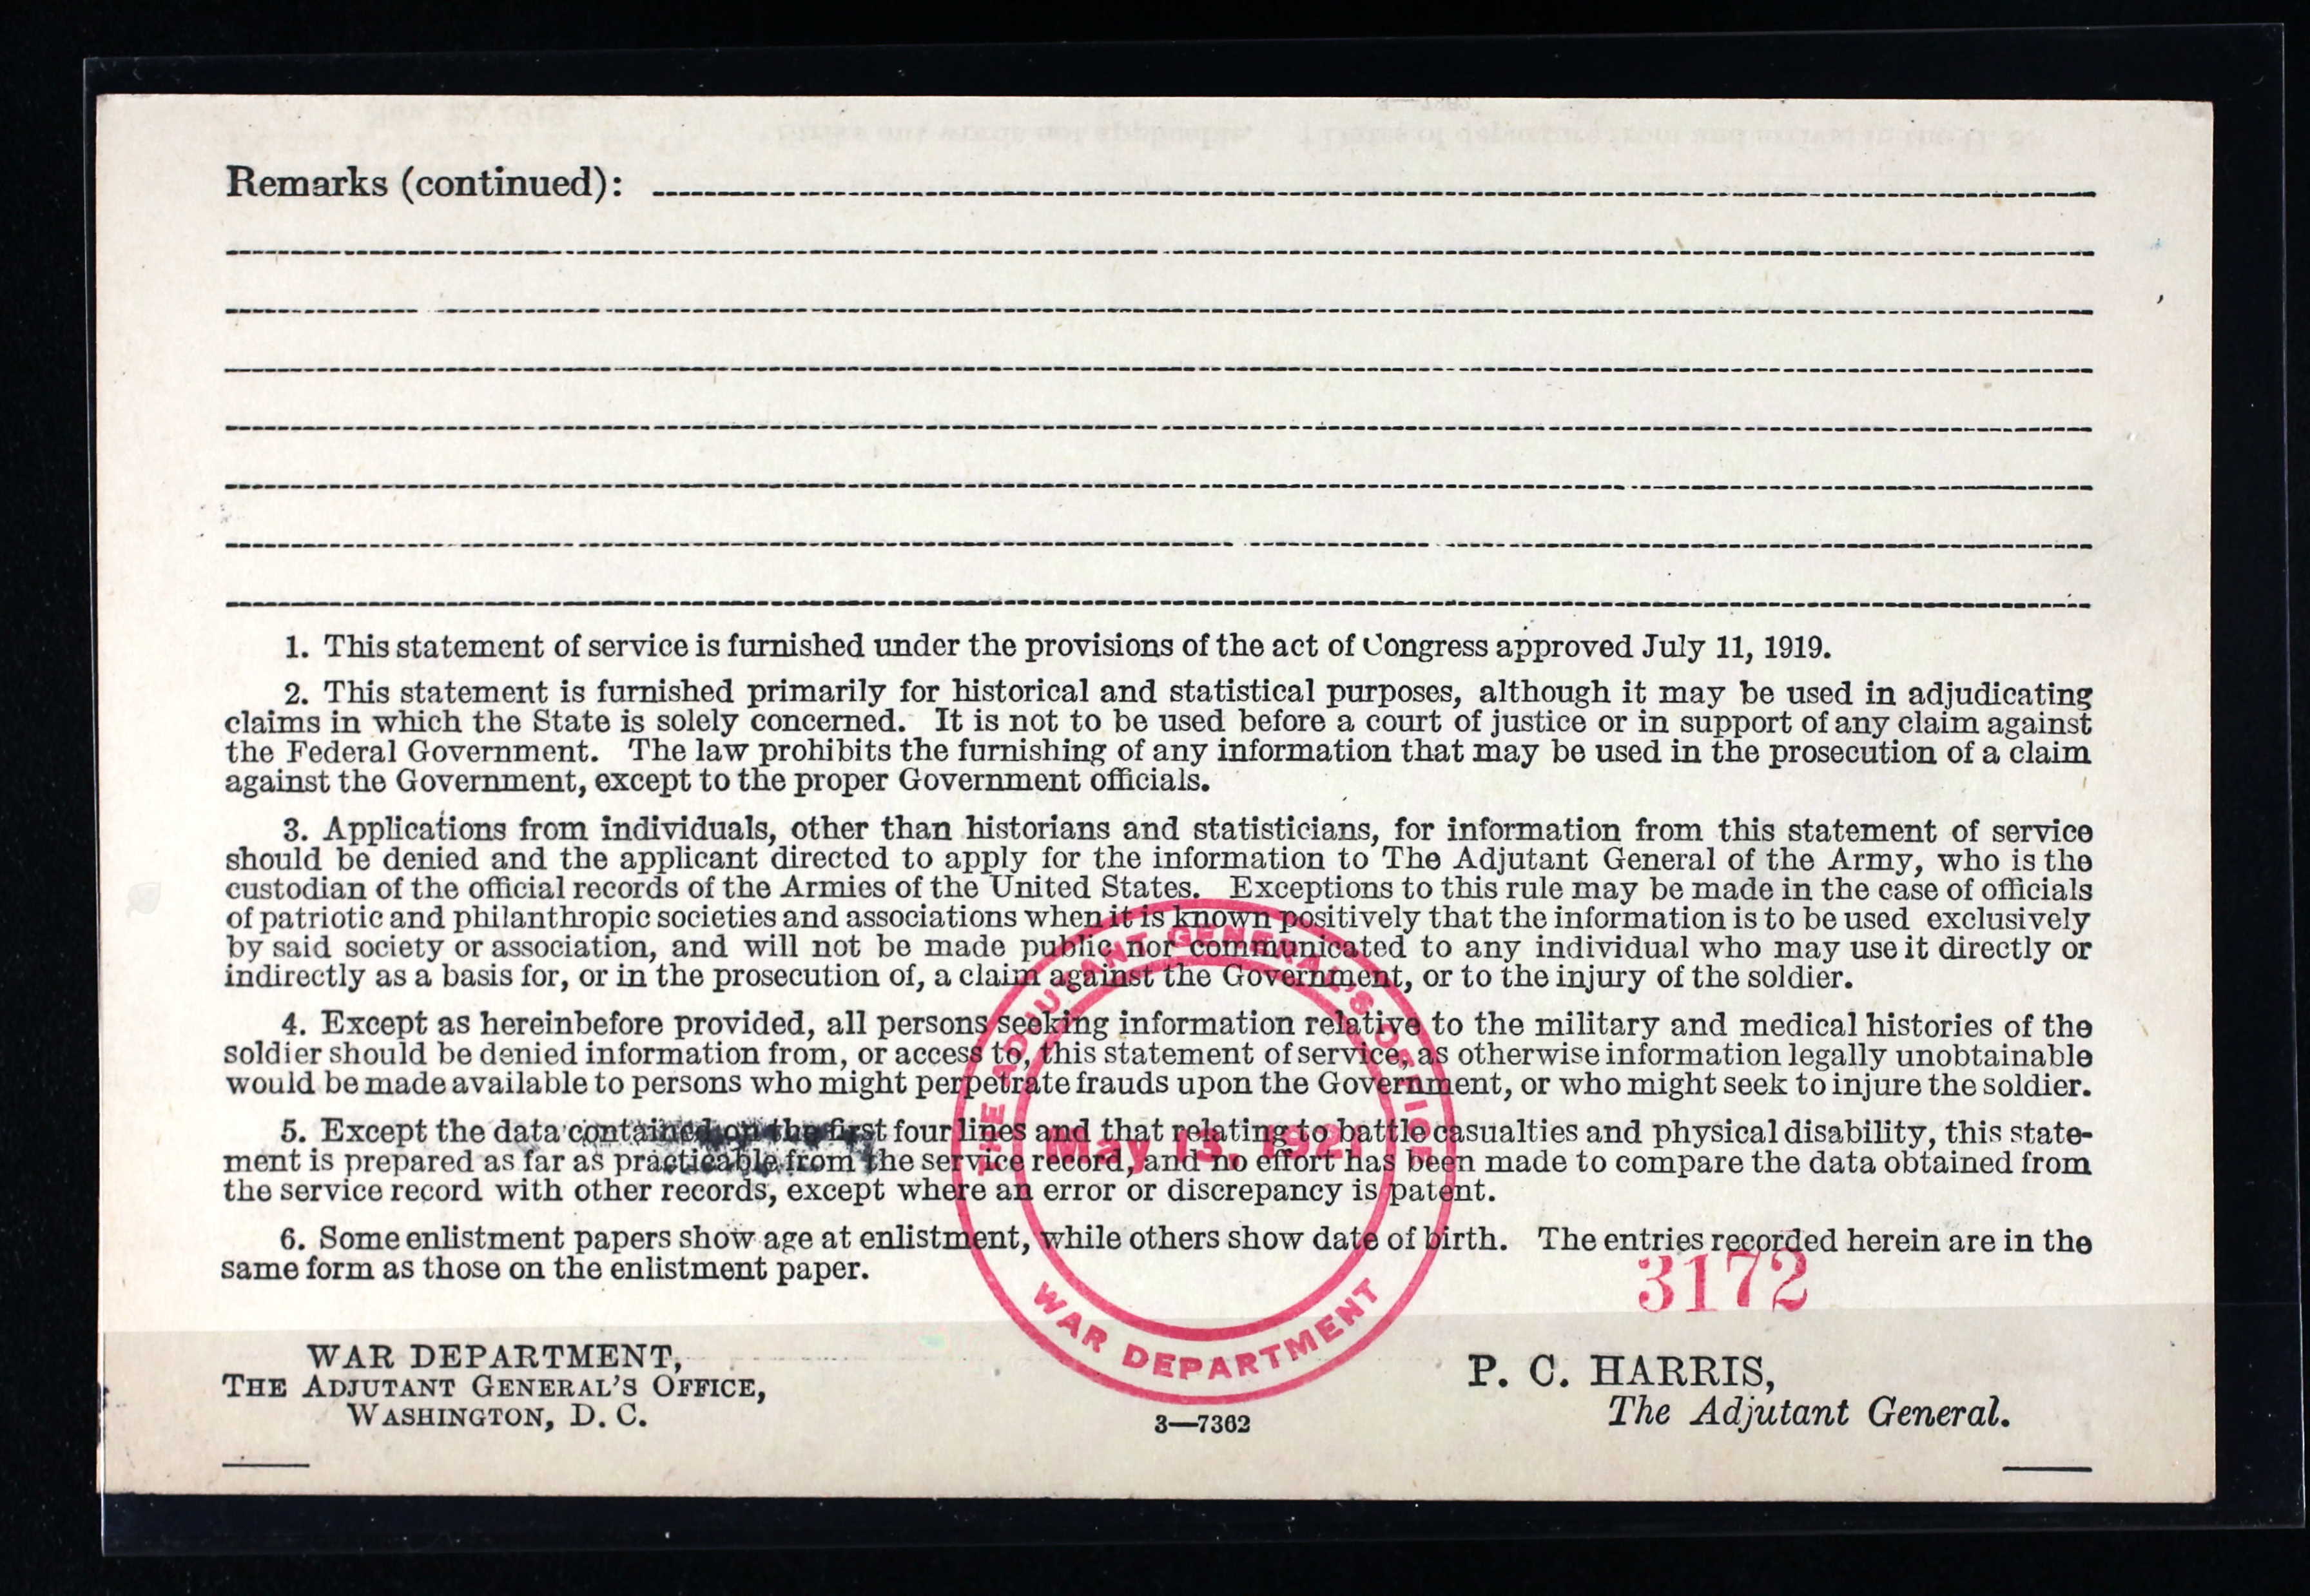 Remarks (continued):
1. This statement of service is furnished under the provisions of the act of Congress approved July 11, 1919.
2. This statement is furnished primarily for historical and statistical purposes, although it may be used in adjudicating
claims in which the State is solely concerned. It is not to be used before a court of justice or in support of any claim against
the Federal Government. The law prohibits the furnishing of any information that may be used in the prosecution of a claim
against the Government, except to the proper Government officials.
3. Applications from individuals, other than historians and statisticians, for information from this statement of service
should be denied and the applicant directed to apply for the information to The Adjutant General of the Army, who is the
custodian of the official records of the Armies of the United States. Exceptions to this rule may be made in the case of officials
of patriotic and philanthropic societies and associations when it is known positively that the information is to be used exclusively
by said society or association, and will not be made public nor communicated to any individual who may use it directly or
indirectly as a basis for, or in the prosecution of, a claim against the Government, or to the injury of the soldier.
4. Except as hereinbefore provided, all persons seeking information relative to the military and medical histories of the
soldier should be denied information from, or access to, this statement of service, as otherwise information legally unobtainable
would be made available to persons who might perpetrate frauds upon the Government, or who might seek to injure the soldier.
5. Except the data contained on the first four lines and that relating to battle casualties and physical disability, this state-
ment is prepared as far as practicable from the service record, and no effort has been made to compare the data obtained from
the service record with other records, except where an error or discrepancy is patent.
6. Some enlistment papers show age at enlistment, while others show date of birth. The entries recorded herein are in the
same form as those on the enlistment paper.
THE ADJUTANT GENERAL'S OFFICE
May 13, 1921
WAR DEPARTMENT
3172
WAR DEPARTMENT,
THE ADJUTANT GENERAL'S OFFICE,
WASHINGTON, D. C.
3—7362
P. C. HARRIS,
The Adjutant General.